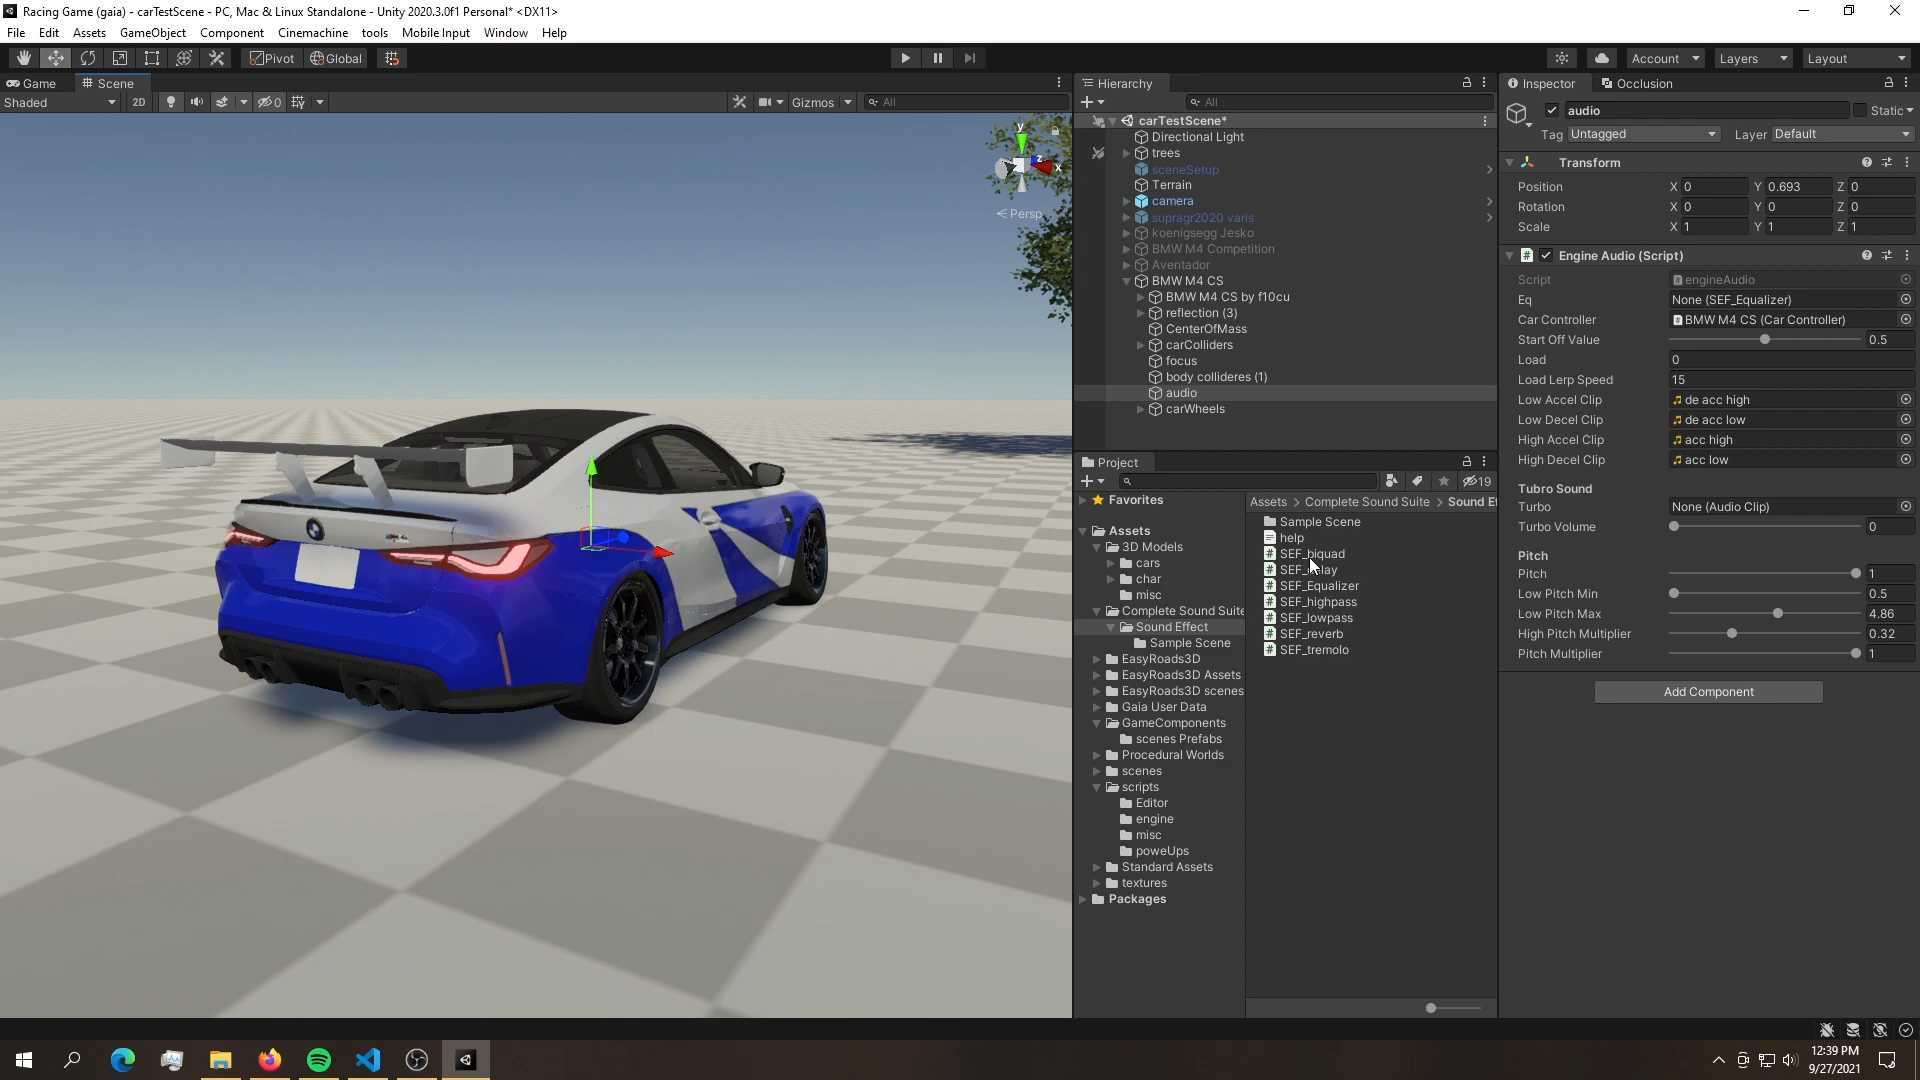 Racing Game (gaia) - carTestScene - PC, Mac & Linux Standalone - Unity 2020.3.0f1 Personal* <DX11>
File Edit Assets GameObject Component Cinemachine tools Mobile Input Window Help
Pivot Global Account Layers Layout
Game Scene
Shaded 2D 0 Gizmos All
y
z
x
Persp
Hierarchy
All
carTestScene*
Directional Light
trees
sceneSetup
Terrain
camera
supragr2020 varis
koenigsegg Jesko
BMW M4 Competition
Aventador
BMW M4 CS
BMW M4 CS by f10cu
reflection (3)
CenterOfMass
carColliders
focus
body collideres (1)
audio
carWheels
Project
19
Favorites
Assets
3D Models
cars
char
misc
Complete Sound Suite
Sound Effect
Sample Scene
EasyRoads3D
EasyRoads3D Assets
EasyRoads3D scenes
Gaia User Data
GameComponents
scenes Prefabs
Procedural Worlds
scenes
scripts
Editor
engine
misc
poweUps
Standard Assets
textures
Packages
Assets > Complete Sound Suite > Sound Ef
Sample Scene
help
SEF_biquad
SEF_Equalizer
SEF_highpass
SEF_lowpass
SEF_reverb
SEF_tremolo
Inspector Occlusion
audio Static
Tag Untagged Layer Default
Transform
Position X 0 Y 0.693 Z 0
Rotation X 0 Y 0 Z 0
Scale X 1 Y 1 Z 1
# Engine Audio (Script)
Script engineAudio
Eq None (SEF_Equalizer)
Car Controller BMW M4 CS (Car Controller)
Start Off Value 0.5
Load 0
Load Lerp Speed 15
Low Accel Clip de acc high
Low Decel Clip de acc low
High Accel Clip acc high
High Decel Clip acc low
Tubro Sound
Turbo None (Audio Clip)
Turbo Volume 0
Pitch
Pitch 1
Low Pitch Min 0.5
Low Pitch Max 4.86
High Pitch Multiplier 0.32
Pitch Multiplier 1
Add Component
12:39 PM
9/27/2021